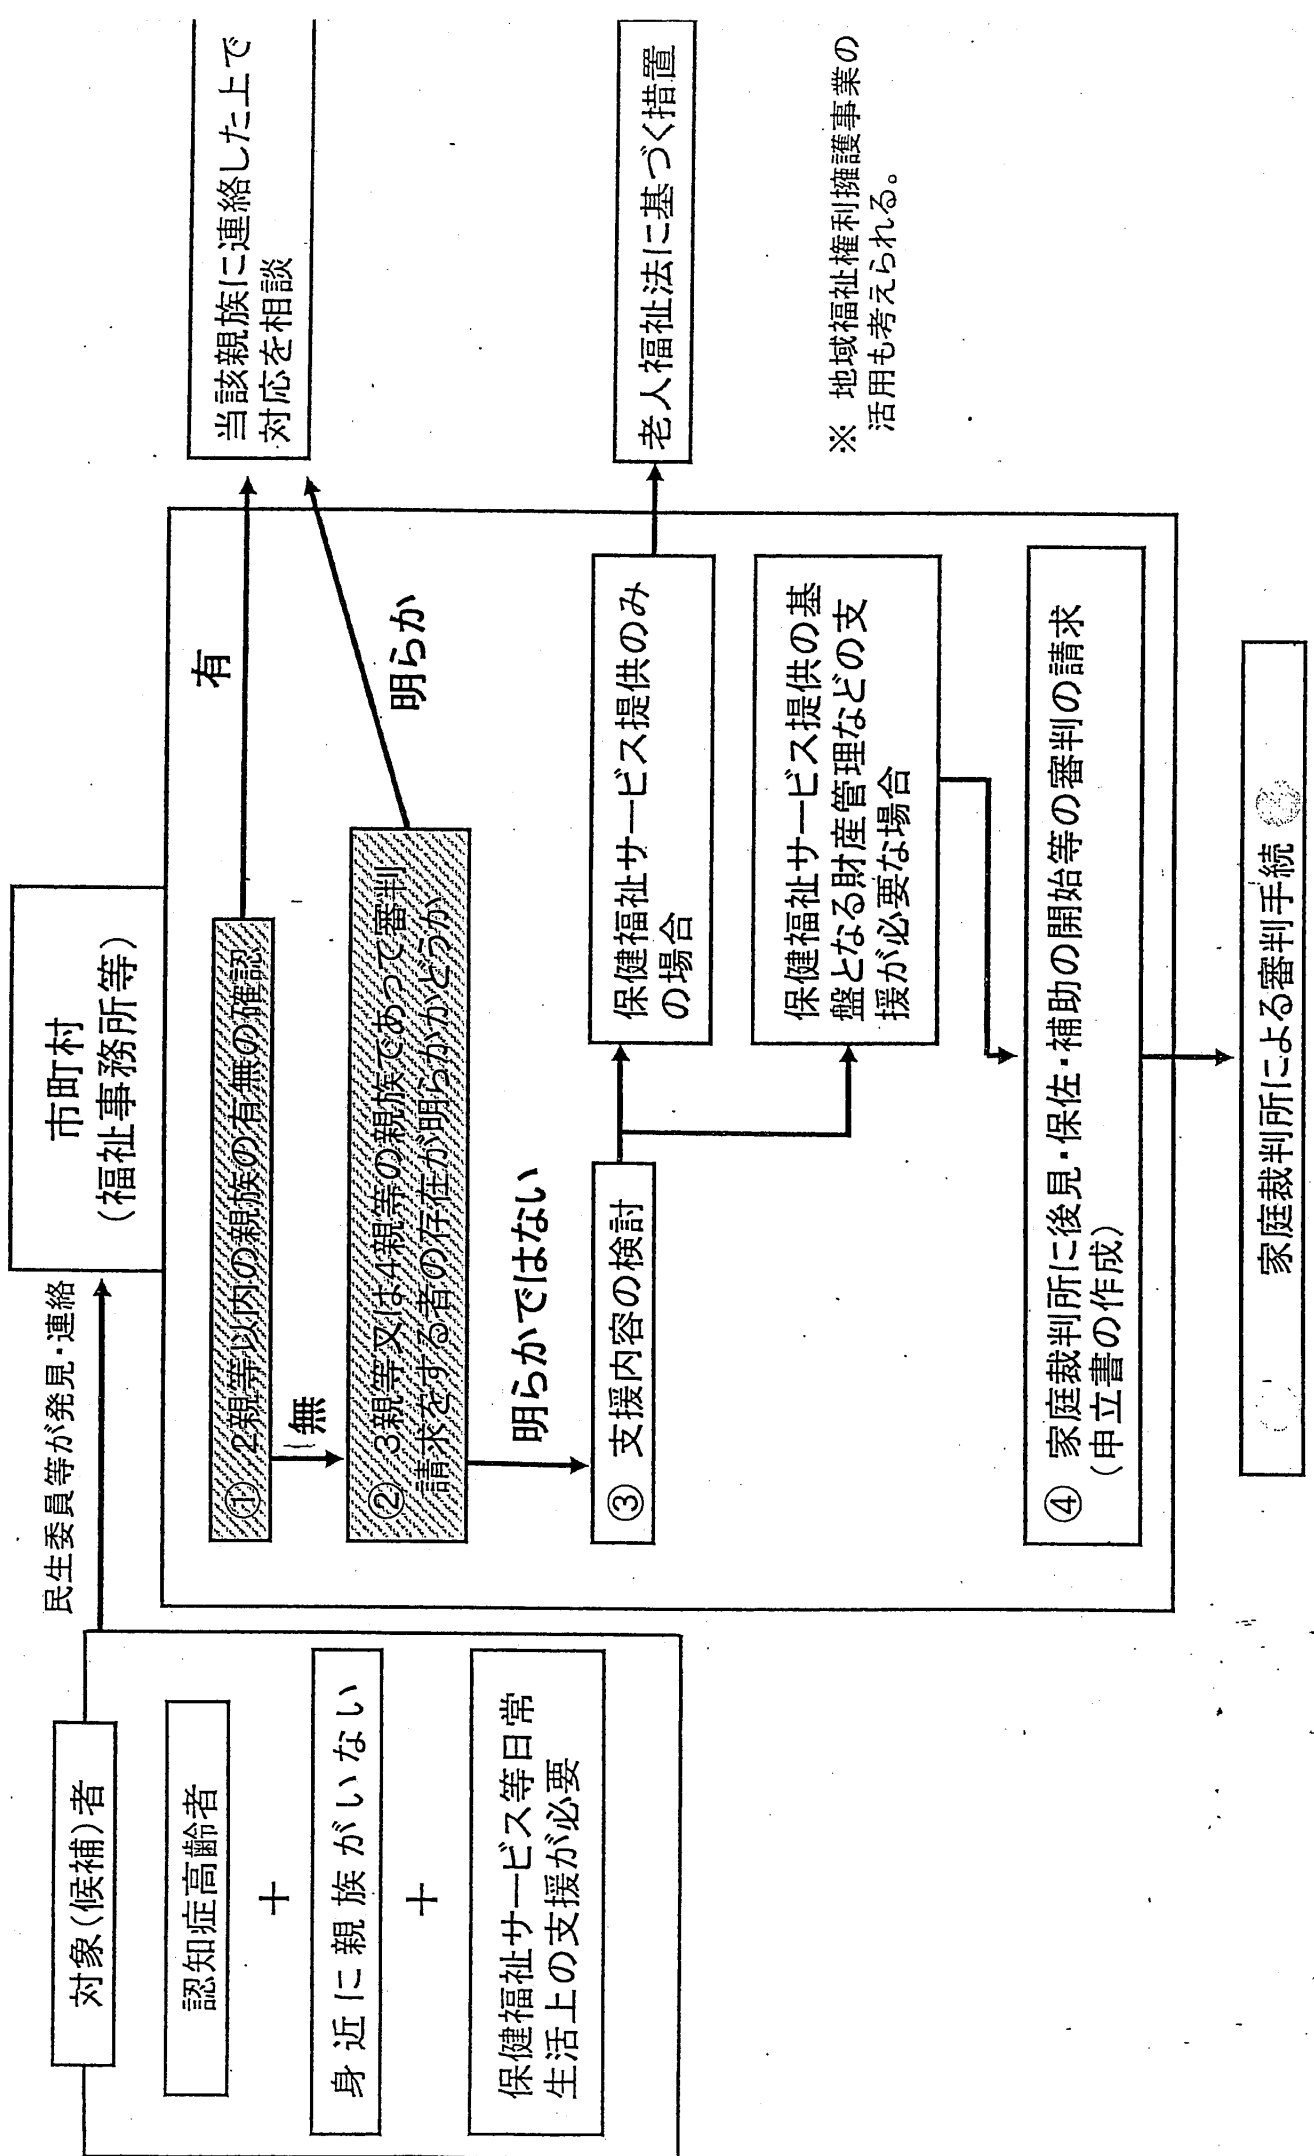 対象(候補)者
認知症高齢者
＋
身近に親族がいない
＋
保健福祉サービス等日常
生活上の支援が必要
民生委員等が発見・連絡
市町村
(福祉事務所等)
① 2親等以内の親族の有無の確認
有
無
② 3親等又は4親等の親族であって審判
請求をする者の存在が明らかかどうか
明らか
明らかではない
③ 支援内容の検討
保健福祉サービス提供のみ
の場合
保健福祉サービス提供の基
盤となる財産管理などの支
援が必要な場合
④ 家庭裁判所に後見・保佐・補助の開始等の審判の請求
(申立書の作成)
家庭裁判所による審判手続
当該親族に連絡した上で
対応を相談
老人福祉法に基づく措置
※ 地域福祉権利擁護事業の
活用も考えられる。